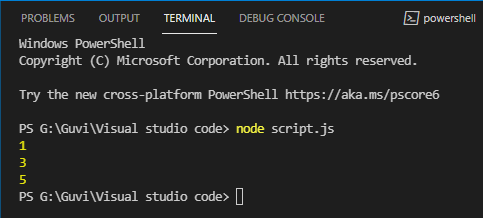 PROBLEMS OUTPUT TERMINAL DEBUG CONSOLE powershell
Windows PowerShell
Copyright (C) Microsoft Corporation. All rights reserved.
Try the new cross-platform PowerShell https://aka.ms/pscore6
PS G:\Guvi\Visual studio code> node script.js
1
3
5
PS G:\Guvi\Visual studio code>